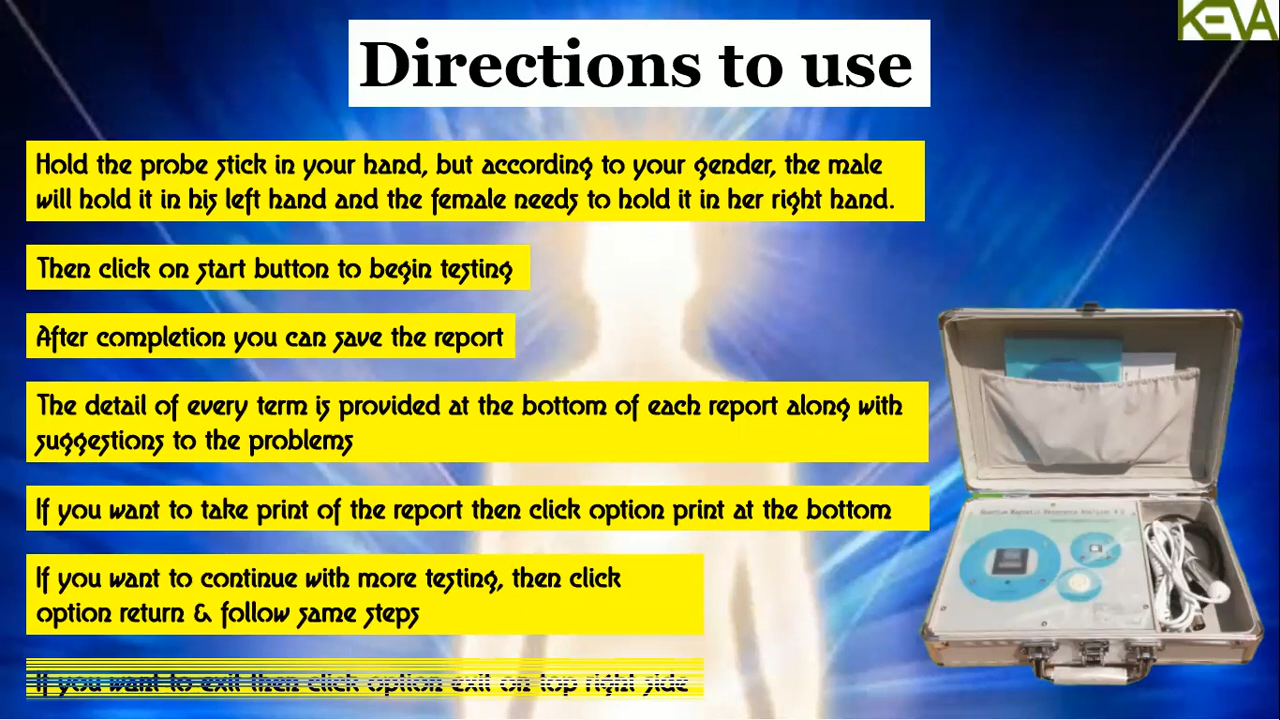 KEVA
Directions to use
Hold the probe stick in your hand, but according to your gender, the male
will hold it in his left hand and the female needs to hold it in her right hand.
Then click on start button to begin testing
After completion you can save the report
The detail of every term is provided at the bottom of each report along with
suggestions to the problems
If you want to take print of the report then click option print at the bottom
If you want to continue with more testing, then click
option return & follow same steps
If you want to exit then click option exit on top right side
Quantum Magnetic Resonance Analyzer